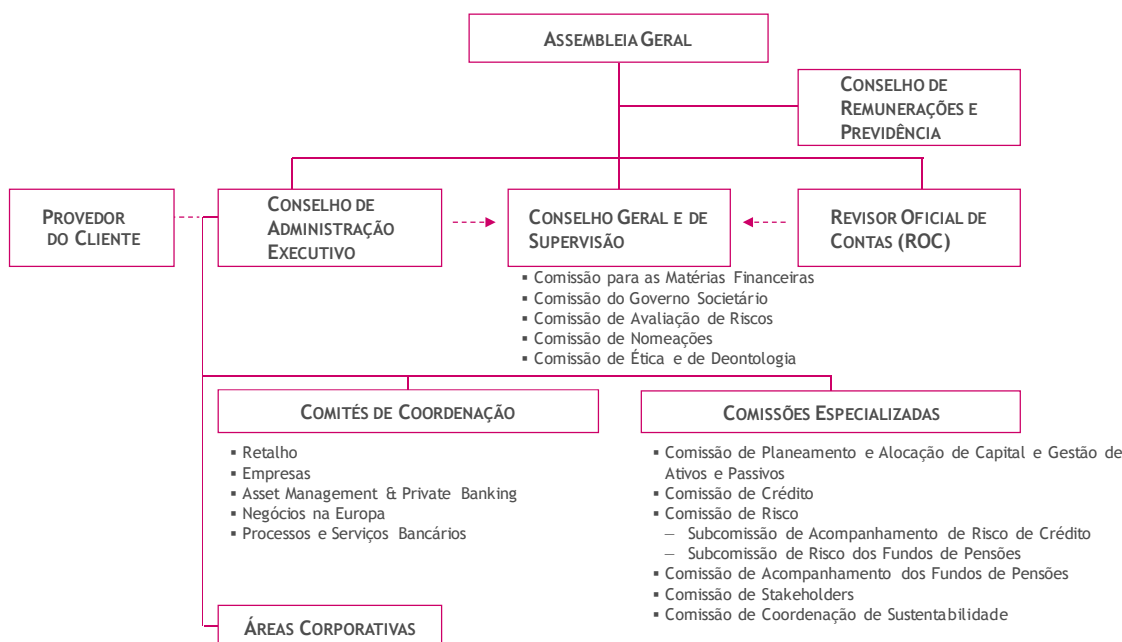 ASSEMBLEIA GERAL
CONSELHO DE
REMUNERAÇÕES E
PREVIDÊNCIA
PROVEDOR
DO CLIENTE
CONSELHO DE
ADMINISTRAÇÃO
EXECUTIVO
CONSELHO GERAL E DE
SUPERVISÃO
REVISOR OFICIAL DE
CONTAS (ROC)
▪ Comissão para as Matérias Financeiras
▪ Comissão do Governo Societário
▪ Comissão de Avaliação de Riscos
▪ Comissão de Nomeações
▪ Comissão de Ética e de Deontologia
COMITÉS DE COORDENAÇÃO
▪ Retalho
▪ Empresas
▪ Asset Management & Private Banking
▪ Negócios na Europa
▪ Processos e Serviços Bancários
COMISSÕES ESPECIALIZADAS
▪ Comissão de Planeamento e Alocação de Capital e Gestão de
Ativos e Passivos
▪ Comissão de Crédito
▪ Comissão de Risco
— Subcomissão de Acompanhamento de Risco de Crédito
— Subcomissão de Risco dos Fundos de Pensões
▪ Comissão de Acompanhamento dos Fundos de Pensões
▪ Comissão de Stakeholders
▪ Comissão de Coordenação de Sustentabilidade
ÁREAS CORPORATIVAS